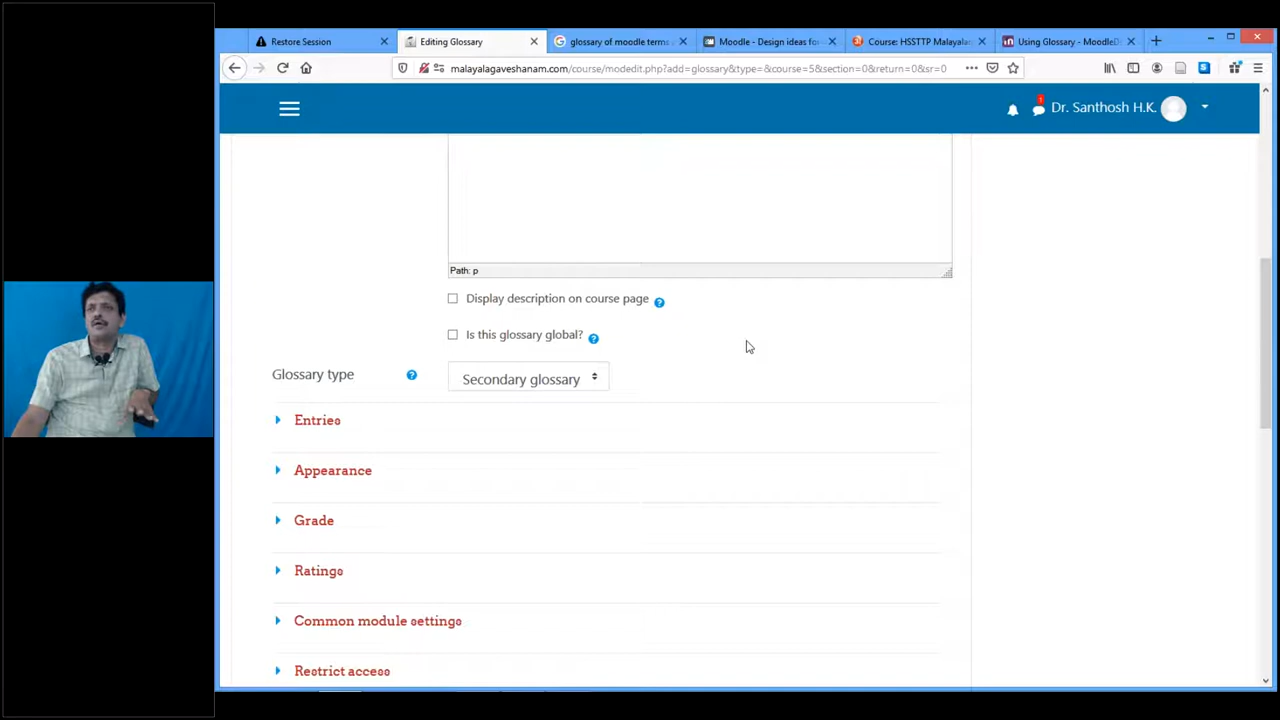 Restore Session
Editing Glossary
glossary of moodle terms
Moodle - Design ideas for
Course: HSSTTP Malayala
Using Glossary - MoodleD
malayalagaveshanam.com/course/modedit.php?add=glossary&type=&course=5&section=0&return=0&sr=0
1
Dr. Santhosh H.K.
Path: p
Display description on course page
Is this glossary global?
Glossary type
Secondary glossary
Entries
Appearance
Grade
Ratings
Common module settings
Restrict access